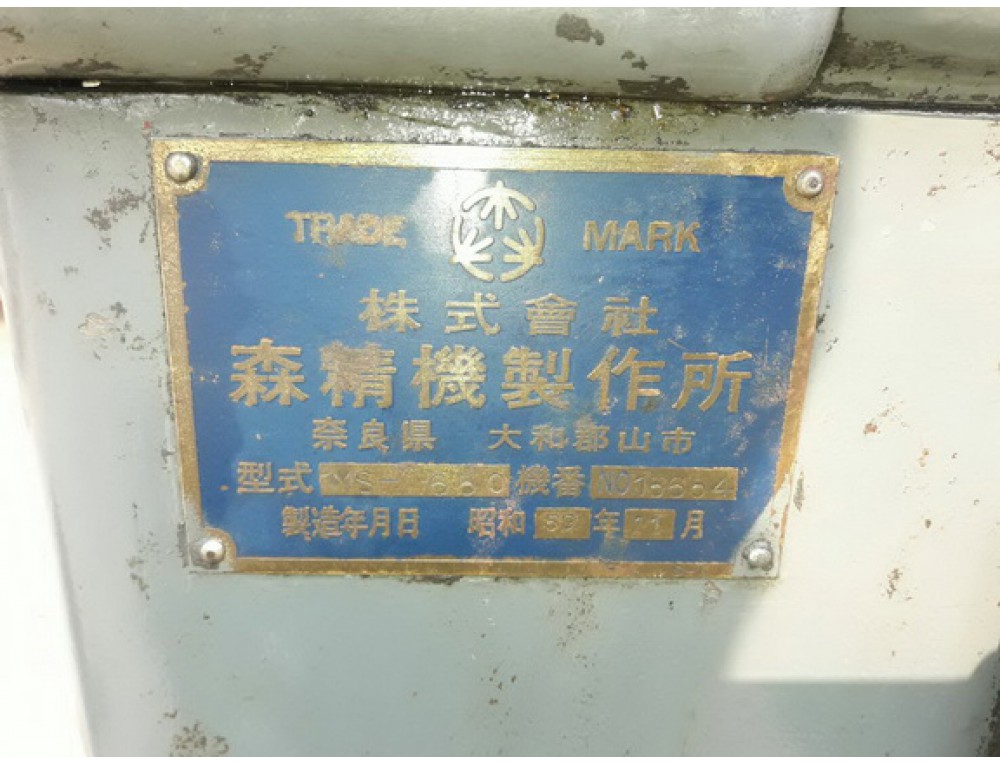 TRADE MARK
株式會社
森精機製作所
奈良県 大和郡山市
型式 機番
製造年月日 昭和 年 11 月